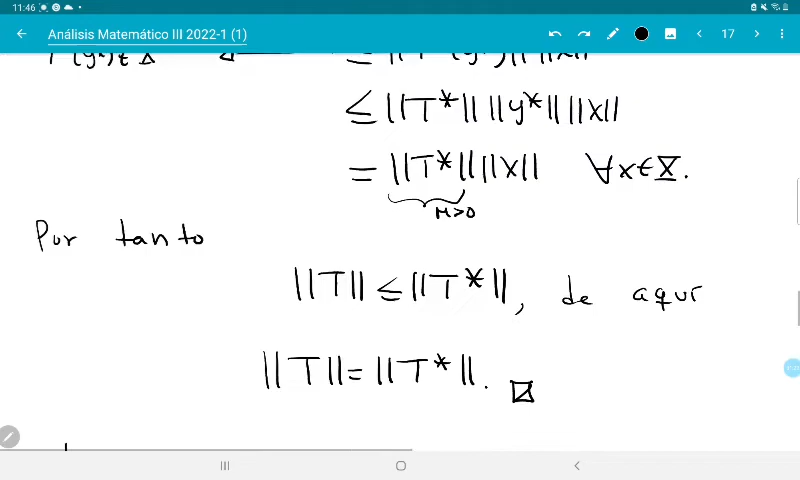 11:46
Análisis Matemático III 2022-1 (1)
17
≤ ||T*|| ||y*|| ||x||
= ||T*|| ||x|| ∀x∈X.
M>0
Por tanto
||T|| ≤ ||T*||, de aquí
||T|| = ||T*||.